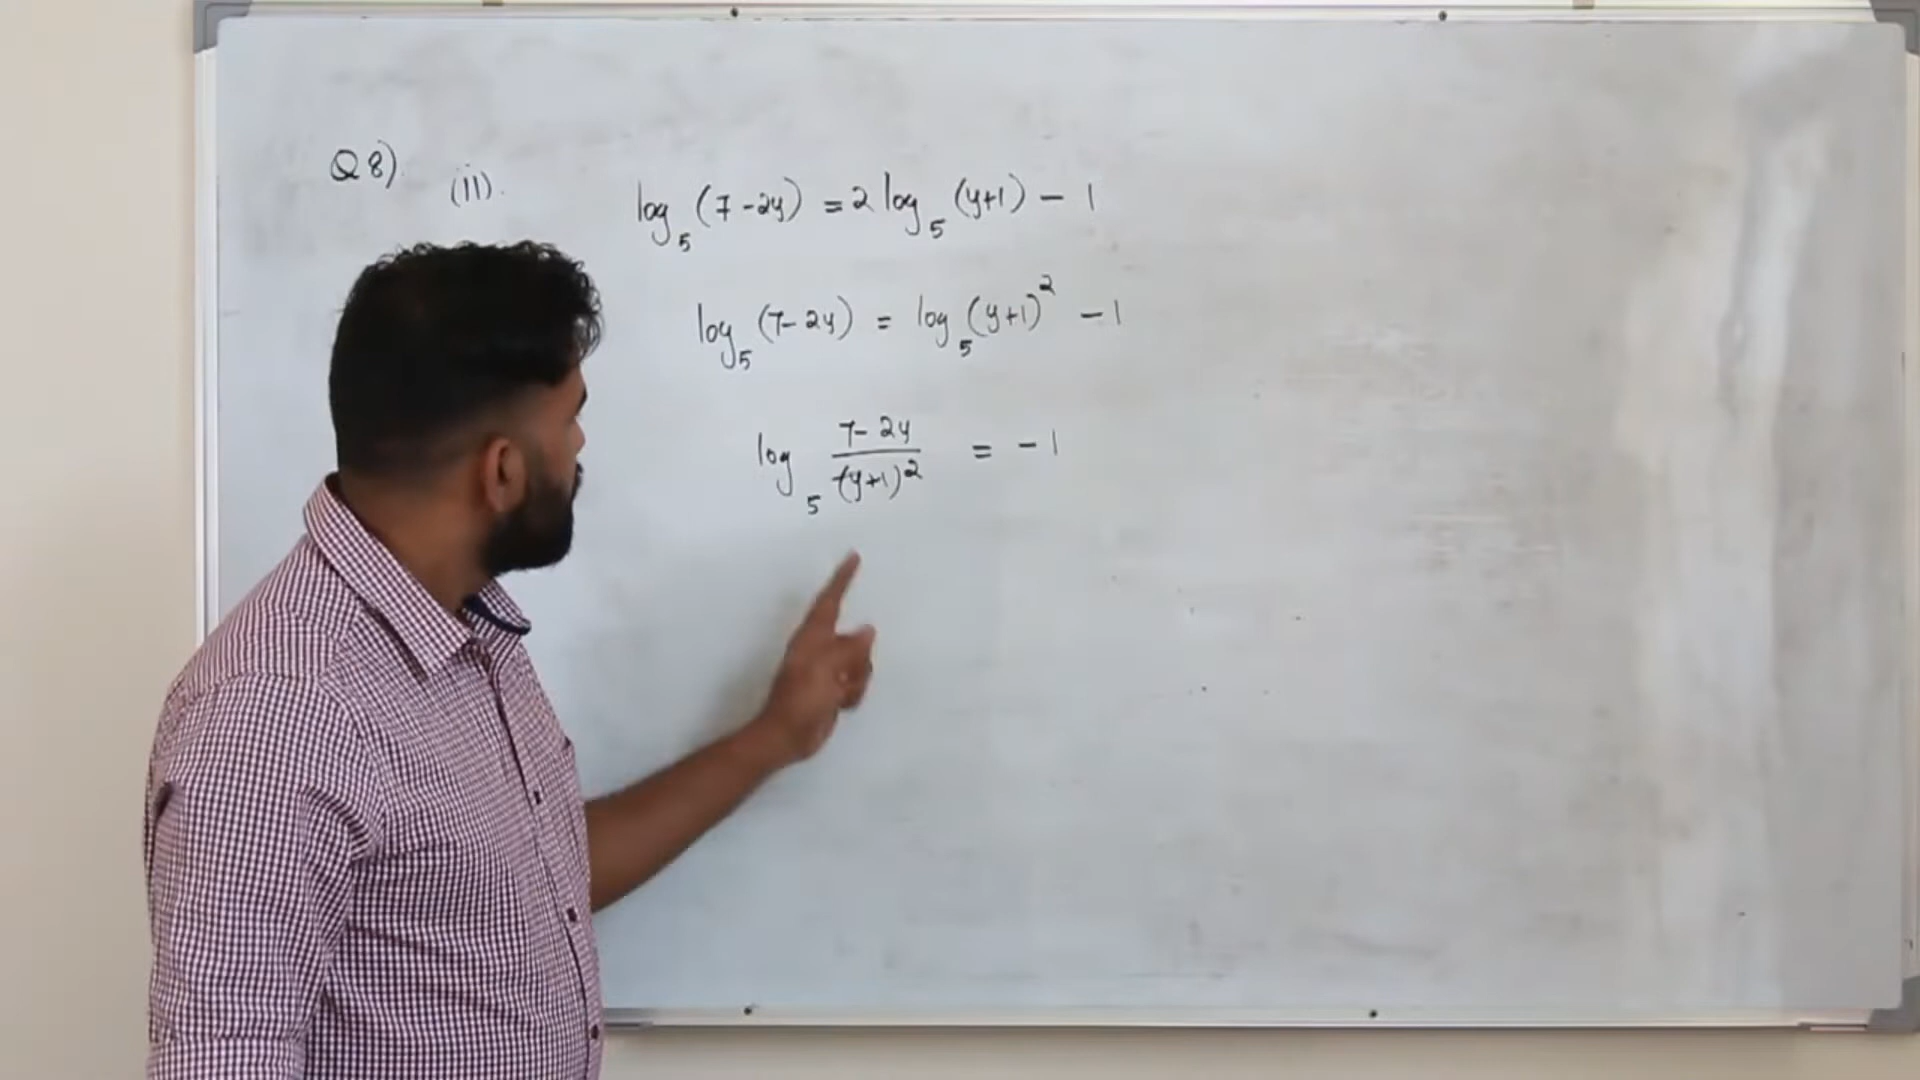 Q8). (ii). log₅ (7-2y) = 2 log₅ (y+1) - 1
log₅ (7-2y) = log₅ (y+1)² - 1
log₅ (7-2y)/(y+1)² = -1